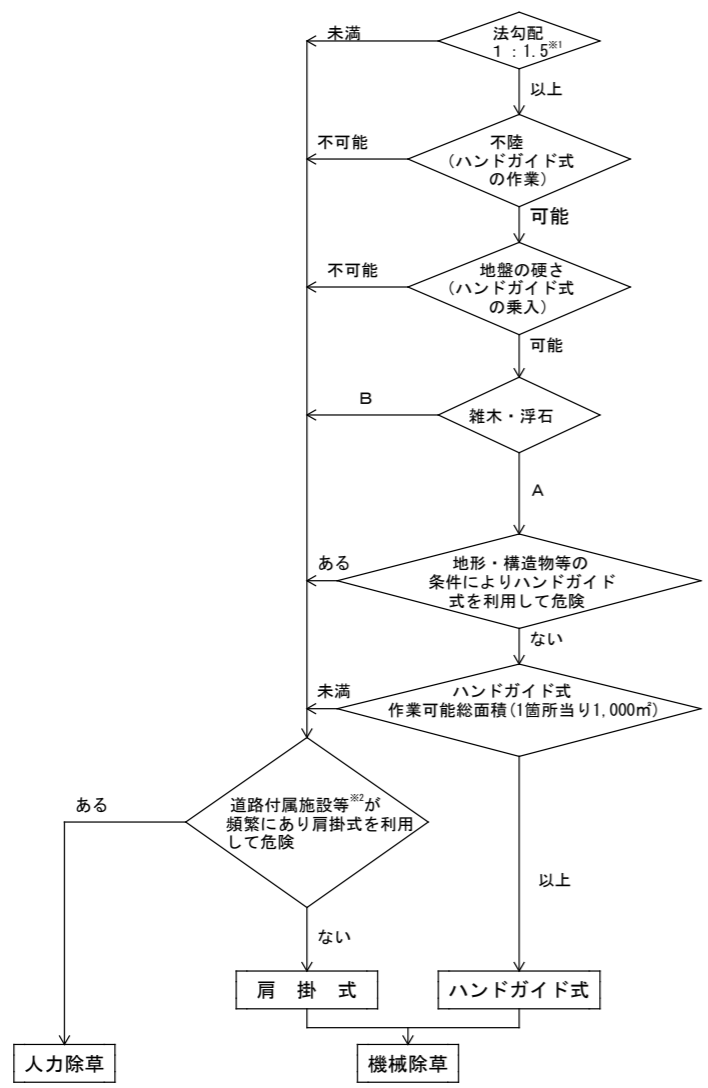 法勾配
1：1.5※1
未満
以上
不陸
(ハンドガイド式
の作業)
不可能
可能
地盤の硬さ
(ハンドガイド式
の乗入)
不可能
可能
雑木・浮石
B
A
地形・構造物等の
条件によりハンドガイド
式を利用して危険
ある
ない
ハンドガイド式
作業可能総面積(1箇所当り1,000㎡)
未満
以上
道路付属施設等※2が
頻繁にあり肩掛式を利用
して危険
ある
ない
肩　掛　式
ハンドガイド式
人力除草
機械除草